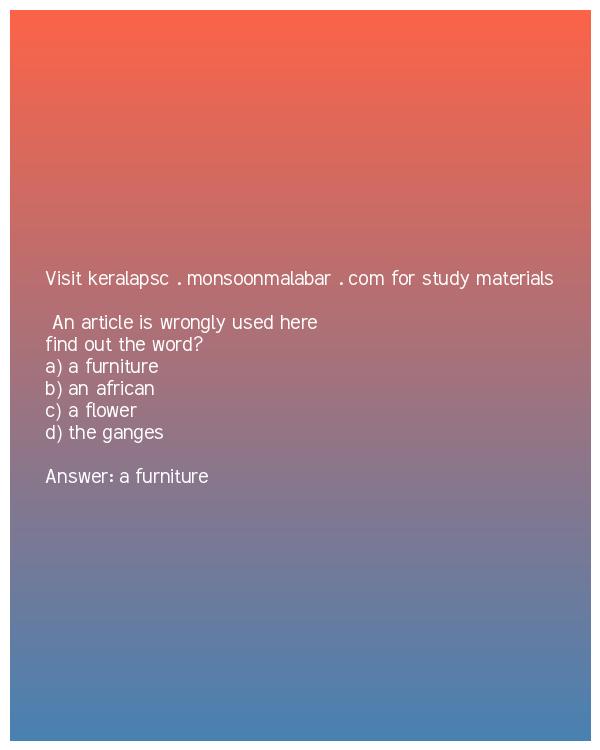 Visit keralapsc . monsoonmalabar . com for study materials
An article is wrongly used here
find out the word?
a) a furniture
b) an african
c) a flower
d) the ganges
Answer: a furniture